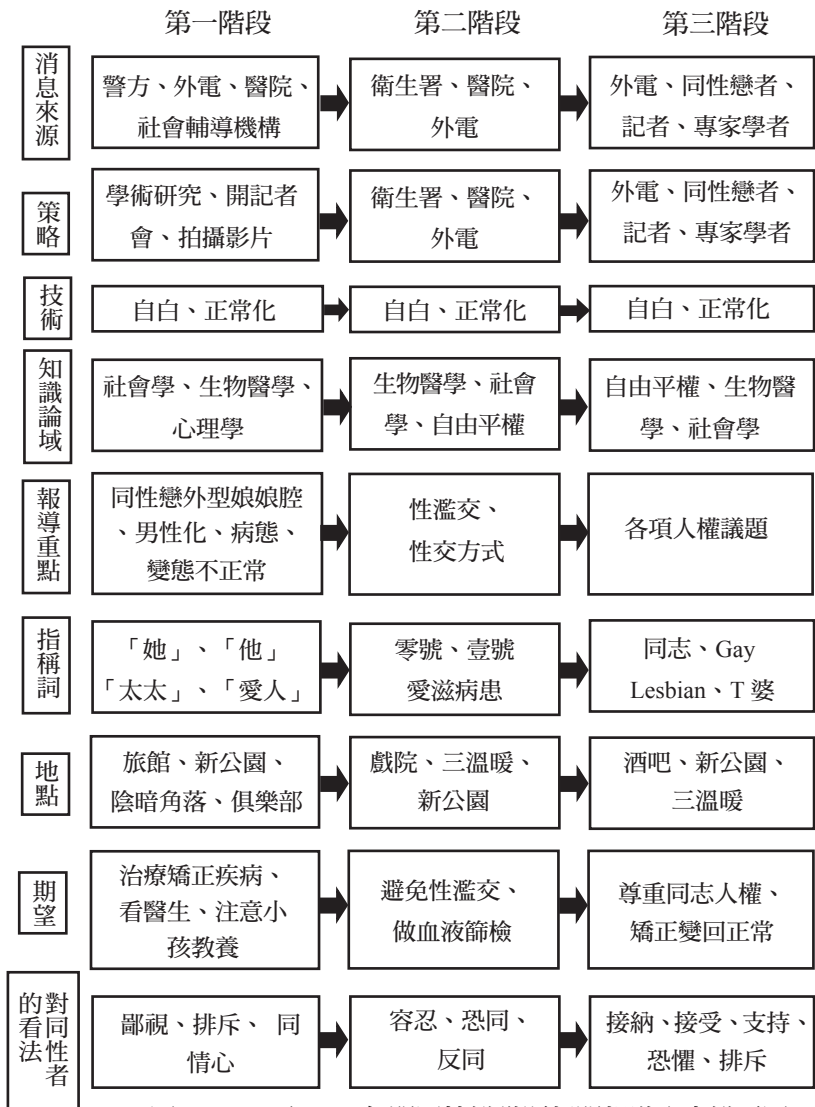 第一階段 第二階段 第三階段
消息來源
警方、外電、醫院、
社會輔導機構
衛生署、醫院、
外電
外電、同性戀者、
記者、專家學者
策略
學術研究、開記者
會、拍攝影片
衛生署、醫院、
外電
外電、同性戀者、
記者、專家學者
技術
自白、正常化
自白、正常化
自白、正常化
知識論域
社會學、生物醫學、
心理學
生物醫學、社會
學、自由平權
自由平權、生物醫
學、社會學
報導重點
同性戀外型娘娘腔
、男性化、病態、
變態不正常
性濫交、
性交方式
各項人權議題
指稱詞
「她」、「他」
「太太」、「愛人」
零號、壹號
愛滋病患
同志、Gay
Lesbian、T 婆
地點
旅館、新公園、
陰暗角落、俱樂部
戲院、三溫暖、
新公園
酒吧、新公園、
三溫暖
期望
治療矯正疾病、
看醫生、注意小
孩教養
避免性濫交、
做血液篩檢
尊重同志人權、
矯正變回正常
對同性者
的看法
鄙視、排斥、 同
情心
容忍、恐同、
反同
接納、接受、支持、
恐懼、排斥